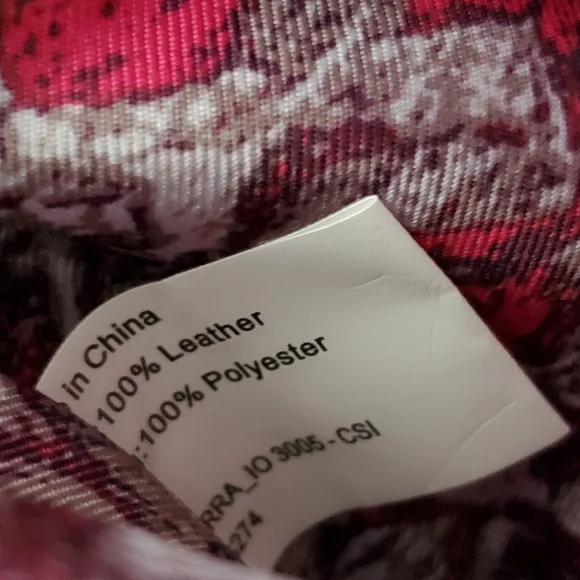 in China
100% Leather
:100% Polyester
RRA_IO 3005 - CSI
274